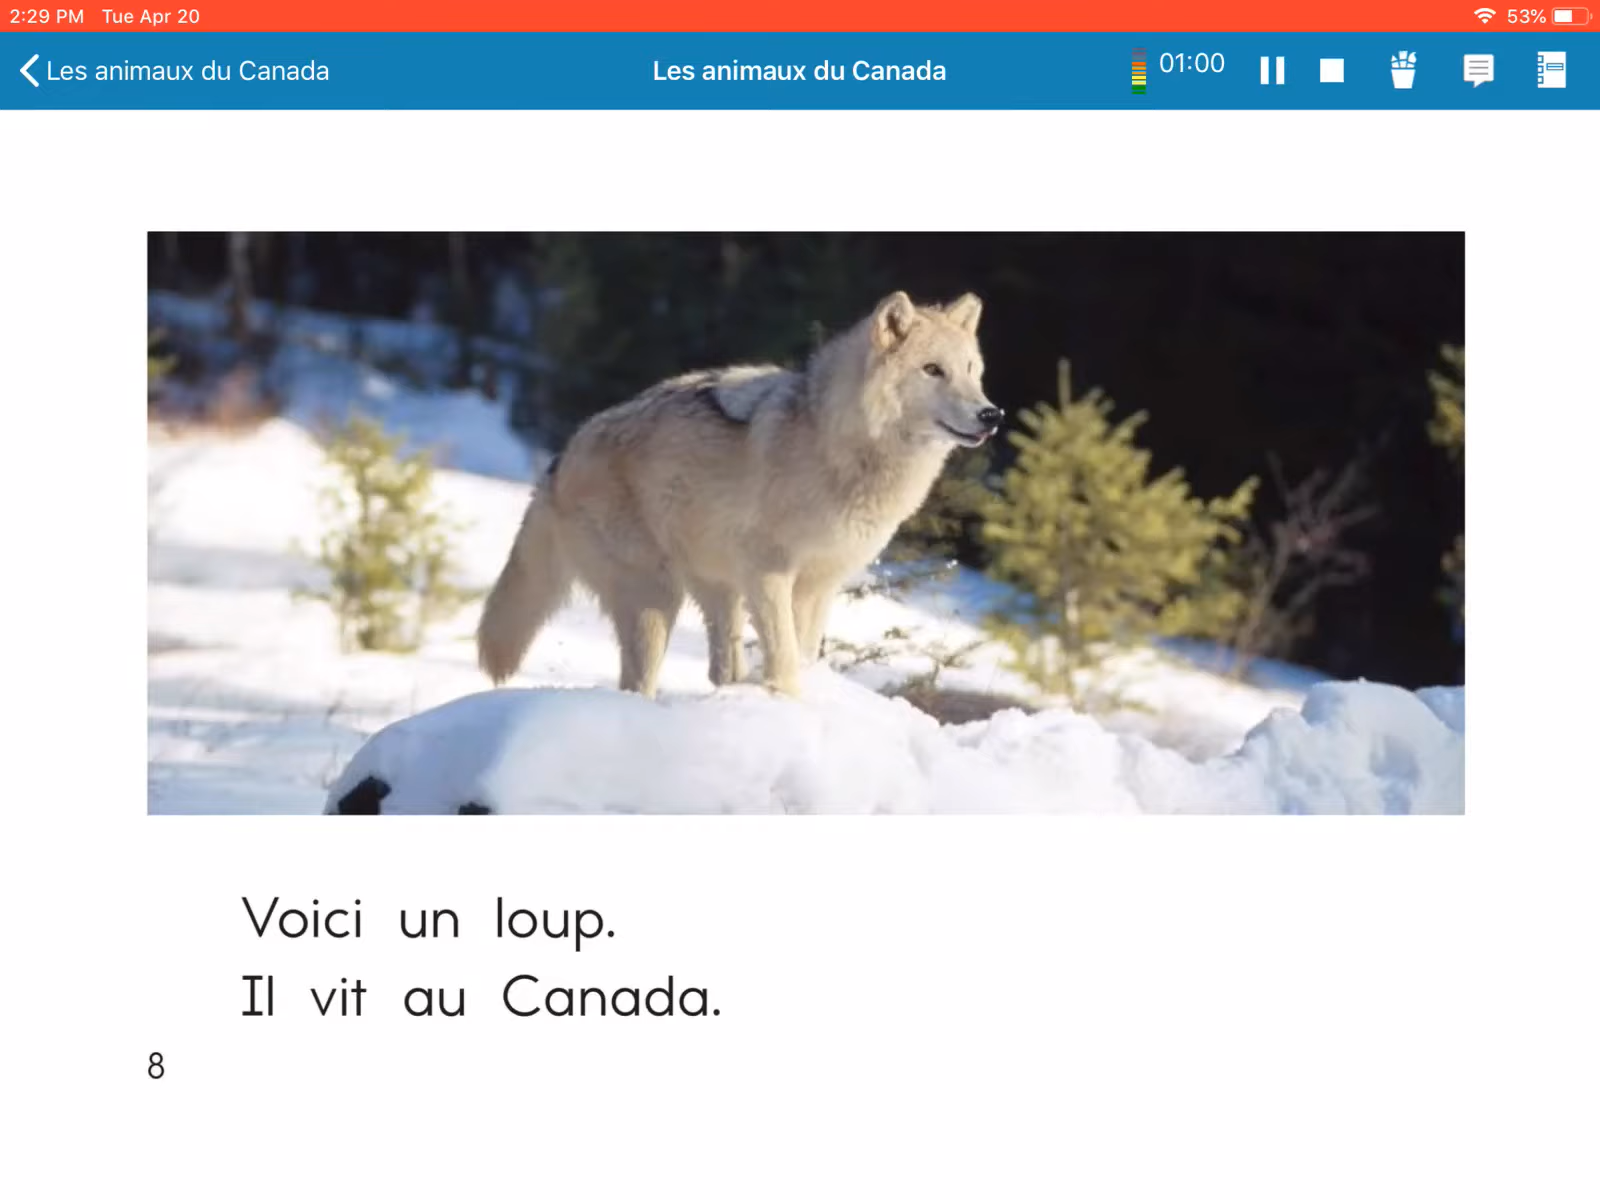 2:29 PM Tue Apr 20 53%
Les animaux du Canada Les animaux du Canada 01:00
Voici un loup.
Il vit au Canada.
8